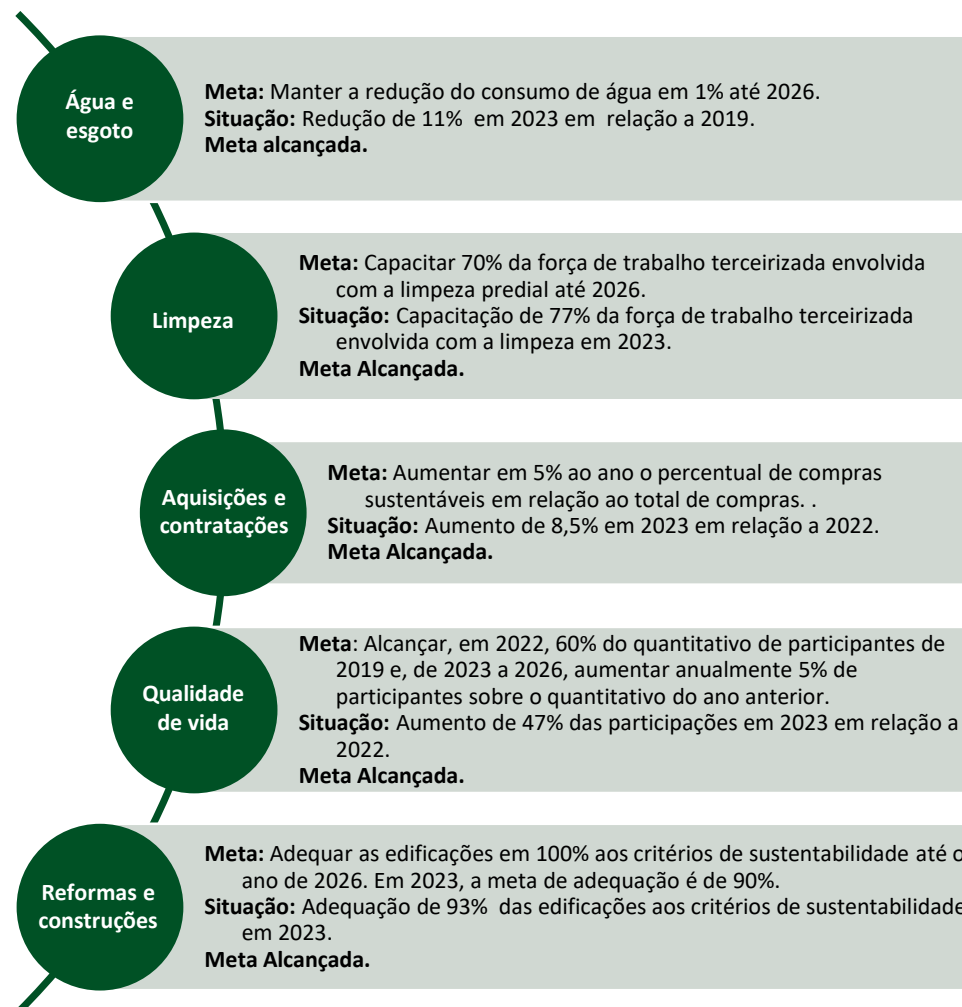 Água e
esgoto
Meta: Manter a redução do consumo de água em 1% até 2026.
Situação: Redução de 11% em 2023 em relação a 2019.
Meta alcançada.
Limpeza
Meta: Capacitar 70% da força de trabalho terceirizada envolvida
com a limpeza predial até 2026.
Situação: Capacitação de 77% da força de trabalho terceirizada
envolvida com a limpeza em 2023.
Meta Alcançada.
Aquisições e
contratações
Meta: Aumentar em 5% ao ano o percentual de compras
sustentáveis em relação ao total de compras. .
Situação: Aumento de 8,5% em 2023 em relação a 2022.
Meta Alcançada.
Qualidade
de vida
Meta: Alcançar, em 2022, 60% do quantitativo de participantes de
2019 e, de 2023 a 2026, aumentar anualmente 5% de
participantes sobre o quantitativo do ano anterior.
Situação: Aumento de 47% das participações em 2023 em relação a
2022.
Meta Alcançada.
Reformas e
construções
Meta: Adequar as edificações em 100% aos critérios de sustentabilidade até o
ano de 2026. Em 2023, a meta de adequação é de 90%.
Situação: Adequação de 93% das edificações aos critérios de sustentabilidade
em 2023.
Meta Alcançada.